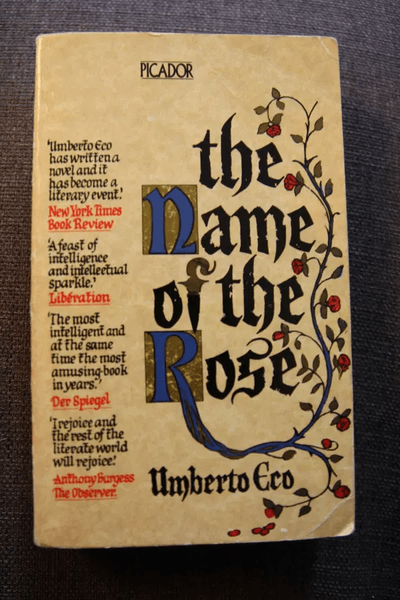 PICADOR
the
Name
of the
Rose
Umberto Eco
'Umberto Eco
has written a
novel and it
has become a
literary event.'
New York Times
Book Review
'A feast of
intelligence
and intellectual
sparkle.'
Libération
'The most
intelligent and
at the same
time the most
amusing book
in years.'
Der Spiegel
'I rejoice and
the rest of the
literate world
will rejoice.'
Anthony Burgess
The Observer